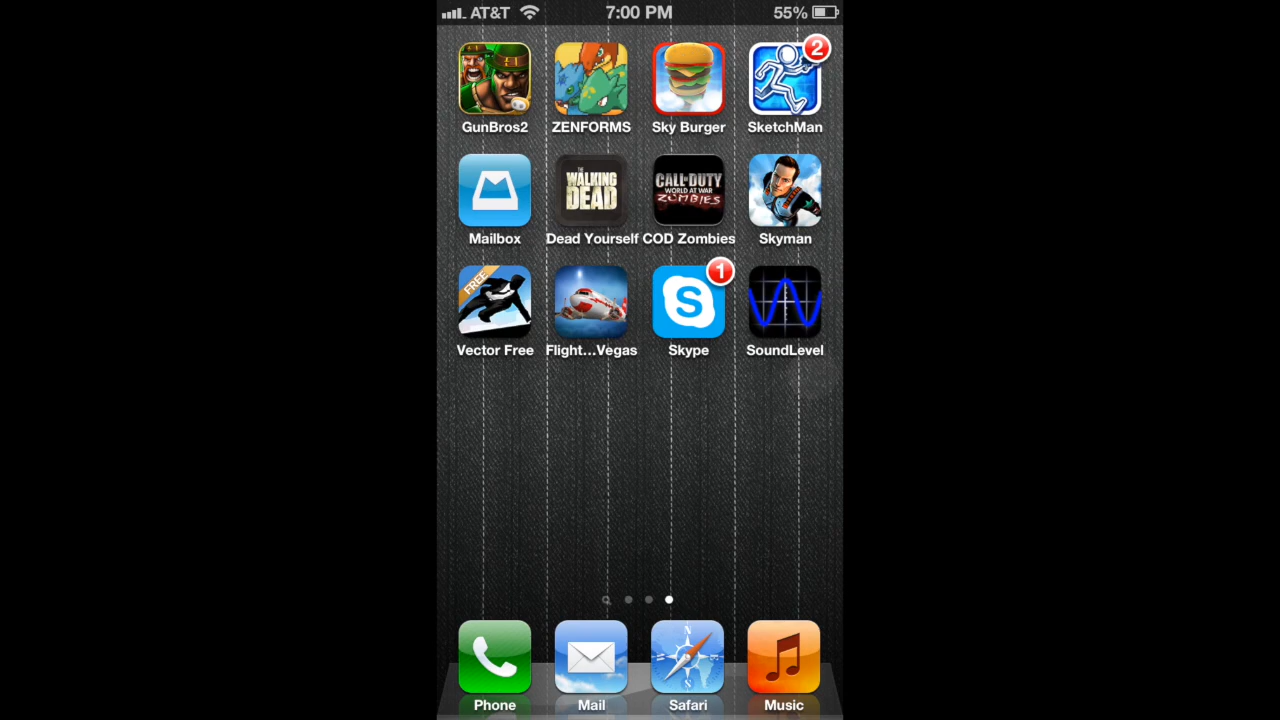 AT&T 7:00 PM 55%
2
GunBros2 ZENFORMS Sky Burger SketchMan
THE
WALKING
DEAD
CALL OF DUTY
WORLD AT WAR
ZOMBIES
Mailbox Dead Yourself COD Zombies Skyman
FREE
S
1
Vector Free Flight...Vegas Skype SoundLevel
N
S
Phone Mail Safari Music